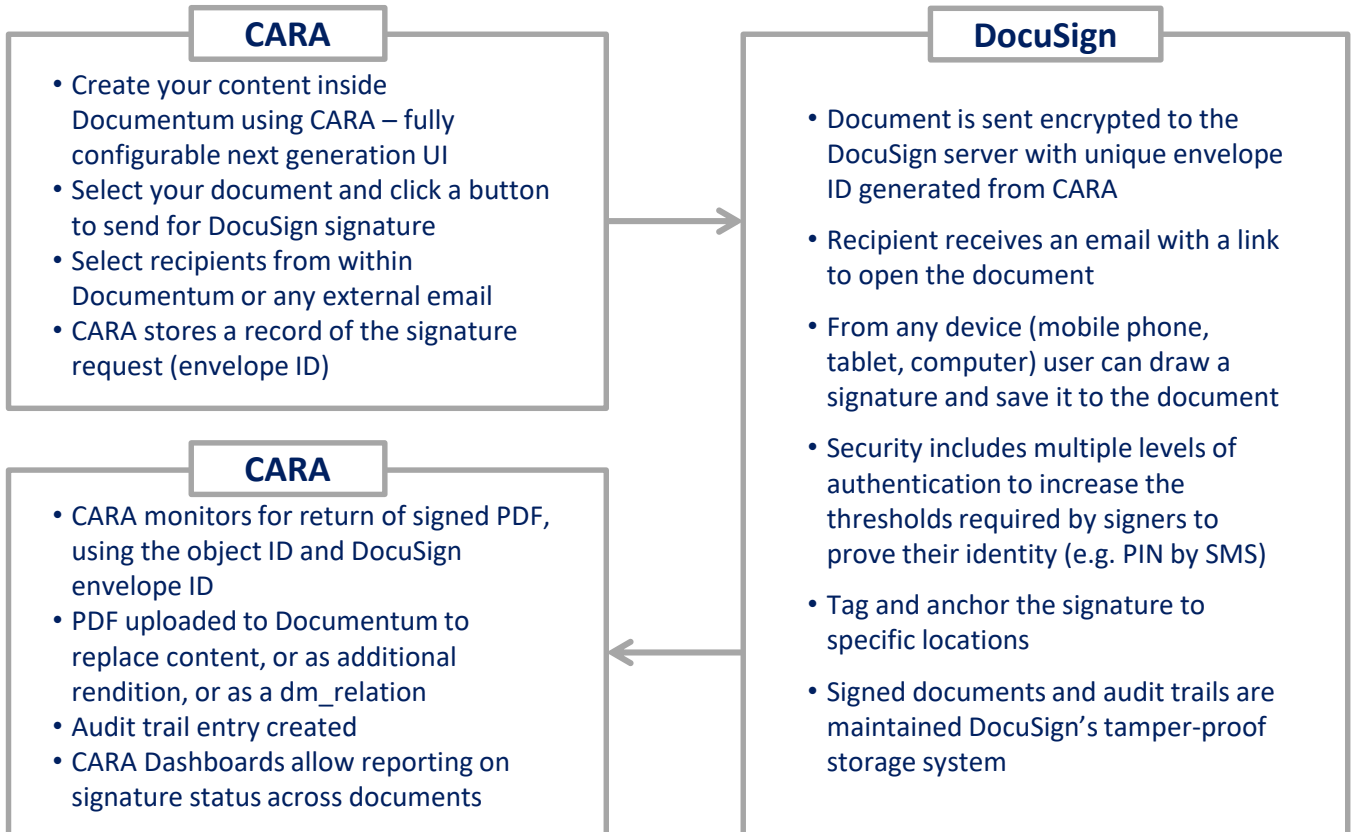 CARA
• Create your content inside
Documentum using CARA – fully
configurable next generation UI
• Select your document and click a button
to send for DocuSign signature
• Select recipients from within
Documentum or any external email
• CARA stores a record of the signature
request (envelope ID)
DocuSign
• Document is sent encrypted to the
DocuSign server with unique envelope
ID generated from CARA
• Recipient receives an email with a link
to open the document
• From any device (mobile phone,
tablet, computer) user can draw a
signature and save it to the document
• Security includes multiple levels of
authentication to increase the
thresholds required by signers to
prove their identity (e.g. PIN by SMS)
• Tag and anchor the signature to
specific locations
• Signed documents and audit trails are
maintained DocuSign’s tamper-proof
storage system
CARA
• CARA monitors for return of signed PDF,
using the object ID and DocuSign
envelope ID
• PDF uploaded to Documentum to
replace content, or as additional
rendition, or as a dm_relation
• Audit trail entry created
• CARA Dashboards allow reporting on
signature status across documents